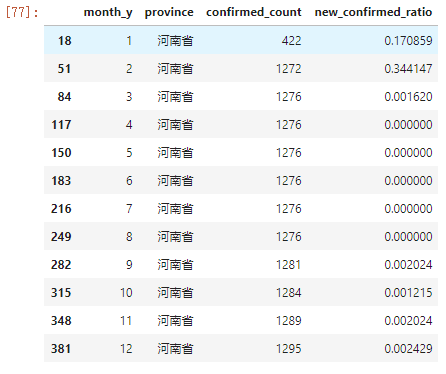 [77]:
month_y province confirmed_count new_confirmed_ratio
18 1 河南省 422 0.170859
51 2 河南省 1272 0.344147
84 3 河南省 1276 0.001620
117 4 河南省 1276 0.000000
150 5 河南省 1276 0.000000
183 6 河南省 1276 0.000000
216 7 河南省 1276 0.000000
249 8 河南省 1276 0.000000
282 9 河南省 1281 0.002024
315 10 河南省 1284 0.001215
348 11 河南省 1289 0.002024
381 12 河南省 1295 0.002429